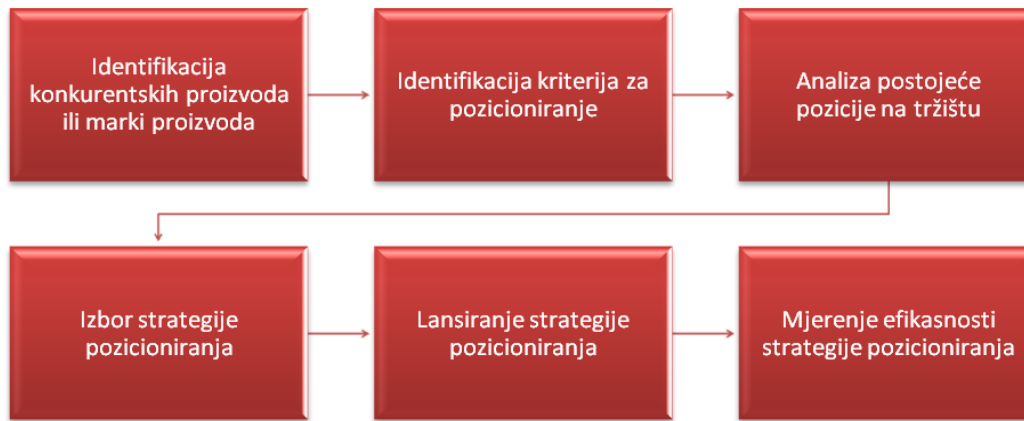 Identifikacija
konkurentskih proizvoda
ili marki proizvoda
Identifikacija kriterija za
pozicioniranje
Analiza postojeće
pozicije na tržištu
Izbor strategije
pozicioniranja
Lansiranje strategije
pozicioniranja
Mjerenje efikasnosti
strategije pozicioniranja